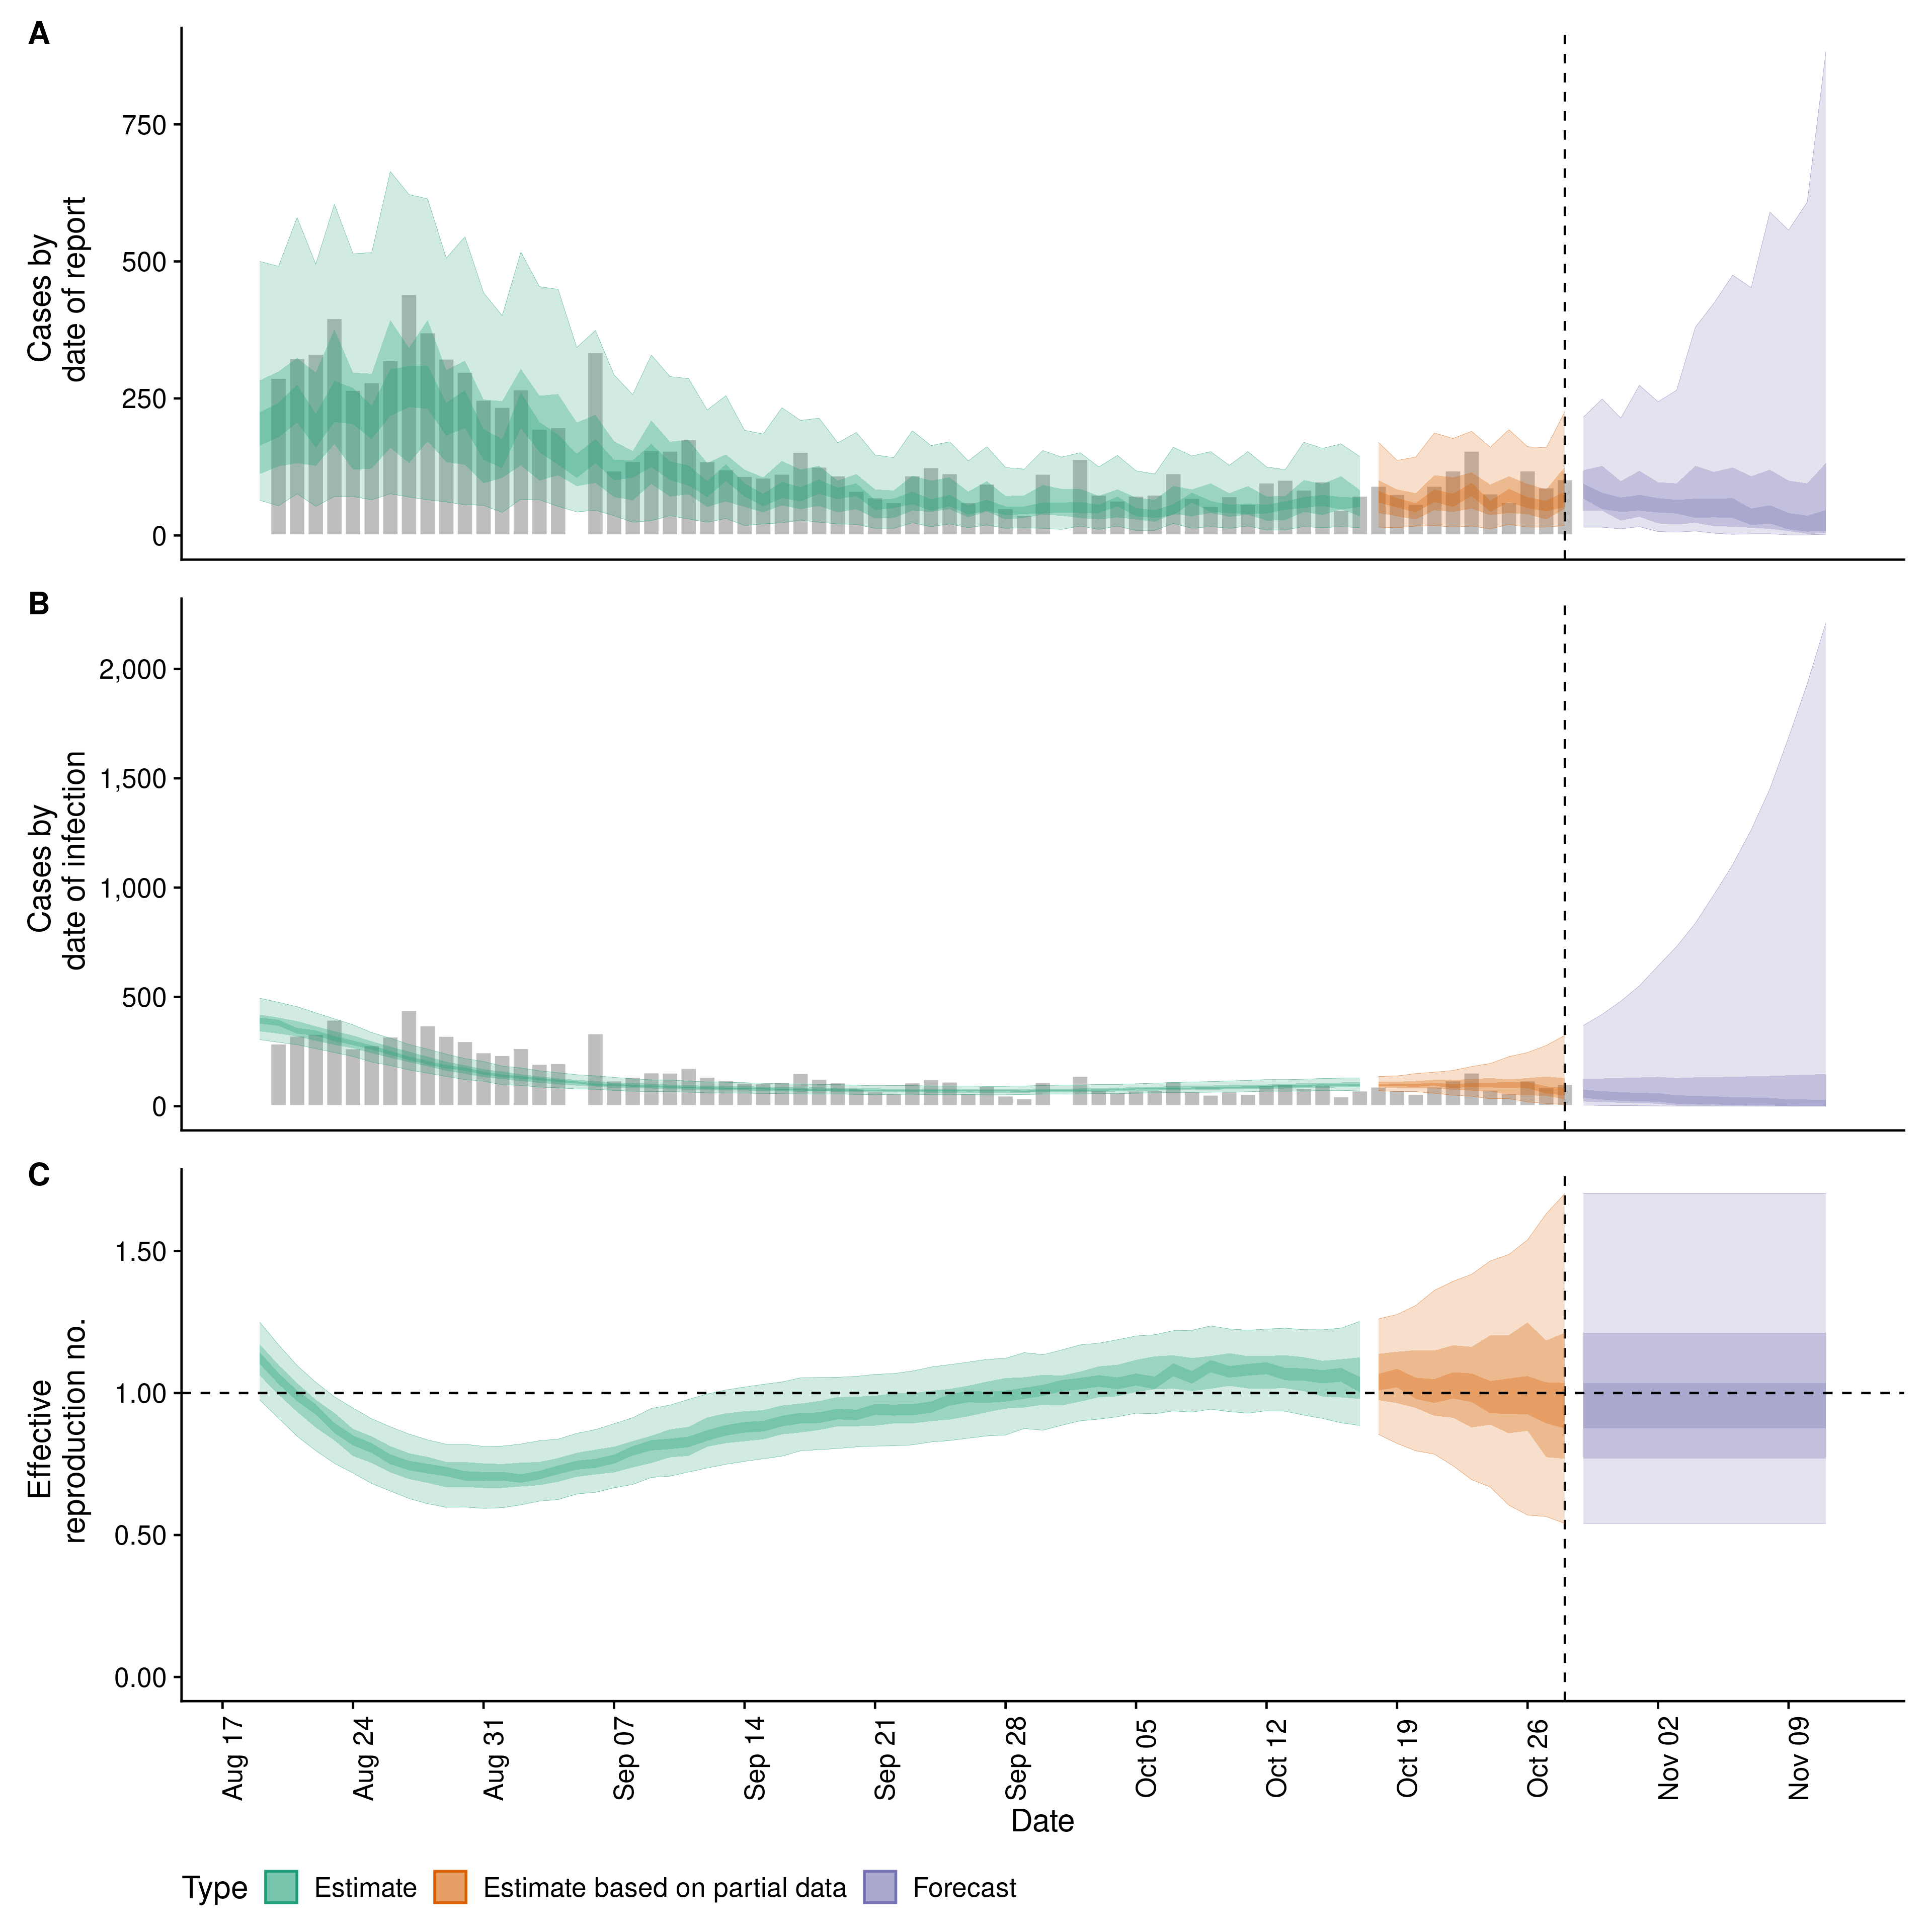 A
750
500
250
0
Cases by
date of report
B
2,000
1,500
1,000
500
0
Cases by
date of infection
C
1.50
1.00
0.50
0.00
Effective
reproduction no.
Aug 17
Aug 24
Aug 31
Sep 07
Sep 14
Sep 21
Sep 28
Oct 05
Oct 12
Oct 19
Oct 26
Nov 02
Nov 09
Date
Type Estimate Estimate based on partial data Forecast